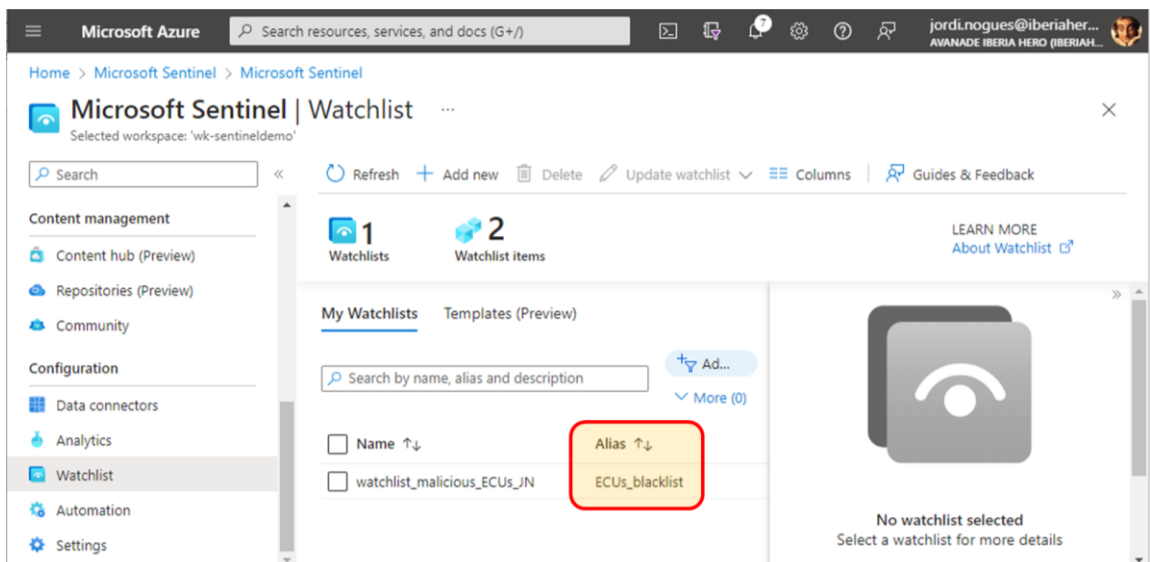 Microsoft Azure
Search resources, services, and docs (G+/)
7
jordi.nogues@iberiaher...
AVANADE IBERIA HERO (IBERIAH...
Home > Microsoft Sentinel > Microsoft Sentinel
Microsoft Sentinel | Watchlist ...
Selected workspace: 'wk-sentineldemo'
Search
«
Refresh
Add new
Delete
Update watchlist
Columns
Guides & Feedback
Content management
Content hub (Preview)
Repositories (Preview)
Community
Configuration
Data connectors
Analytics
Watchlist
Automation
Settings
1
Watchlists
2
Watchlist items
LEARN MORE
About Watchlist
My Watchlists
Templates (Preview)
Search by name, alias and description
Ad...
More (0)
Name ↑↓
Alias ↑↓
watchlist_malicious_ECUs_JN
ECUs_blacklist
»
No watchlist selected
Select a watchlist for more details